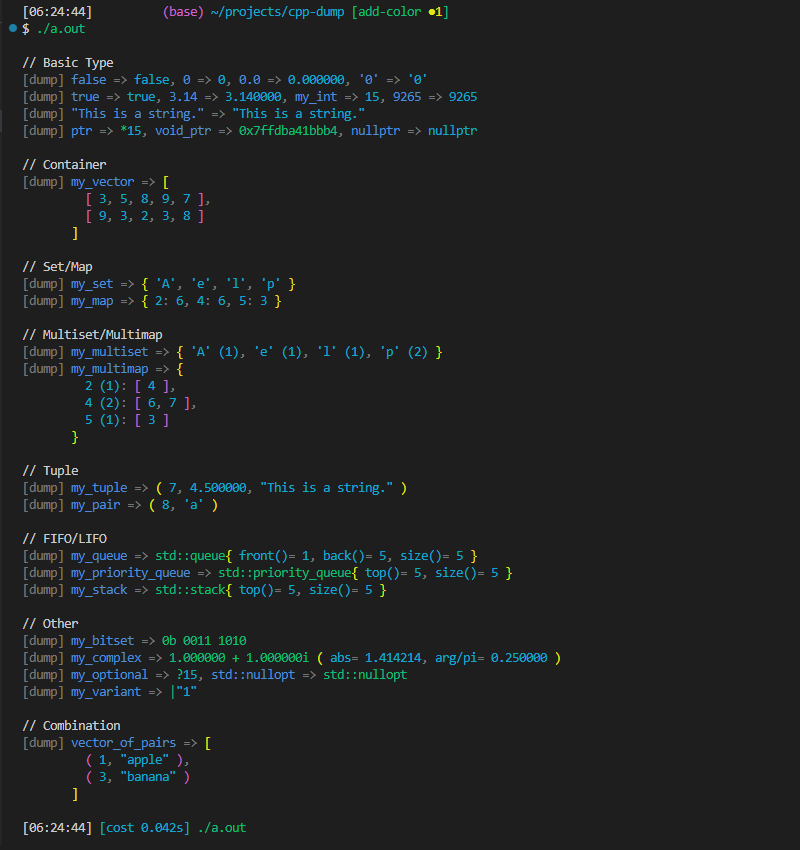 [06:24:44] (base) ~/projects/cpp-dump [add-color ●1]
$ ./a.out
// Basic Type
[dump] false => false, 0 => 0, 0.0 => 0.000000, '0' => '0'
[dump] true => true, 3.14 => 3.140000, my_int => 15, 9265 => 9265
[dump] "This is a string." => "This is a string."
[dump] ptr => *15, void_ptr => 0x7ffdba41bbb4, nullptr => nullptr
// Container
[dump] my_vector => [
[ 3, 5, 8, 9, 7 ],
[ 9, 3, 2, 3, 8 ]
]
// Set/Map
[dump] my_set => { 'A', 'e', 'l', 'p' }
[dump] my_map => { 2: 6, 4: 6, 5: 3 }
// Multiset/Multimap
[dump] my_multiset => { 'A' (1), 'e' (1), 'l' (1), 'p' (2) }
[dump] my_multimap => {
2 (1): [ 4 ],
4 (2): [ 6, 7 ],
5 (1): [ 3 ]
}
// Tuple
[dump] my_tuple => ( 7, 4.500000, "This is a string." )
[dump] my_pair => ( 8, 'a' )
// FIFO/LIFO
[dump] my_queue => std::queue{ front()= 1, back()= 5, size()= 5 }
[dump] my_priority_queue => std::priority_queue{ top()= 5, size()= 5 }
[dump] my_stack => std::stack{ top()= 5, size()= 5 }
// Other
[dump] my_bitset => 0b 0011 1010
[dump] my_complex => 1.000000 + 1.000000i ( abs= 1.414214, arg/pi= 0.250000 )
[dump] my_optional => ?15, std::nullopt => std::nullopt
[dump] my_variant => |"1"
// Combination
[dump] vector_of_pairs => [
( 1, "apple" ),
( 3, "banana" )
]
[06:24:44] [cost 0.042s] ./a.out